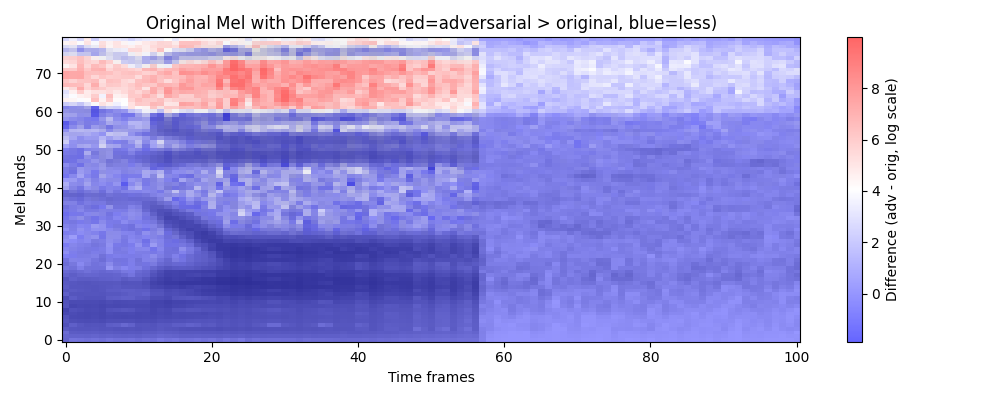 Original Mel with Differences (red=adversarial > original, blue=less)
Mel bands
70
60
50
40
30
20
10
0
0 20 40 60 80 100
Time frames
8
6
4
2
0
Difference (adv - orig, log scale)